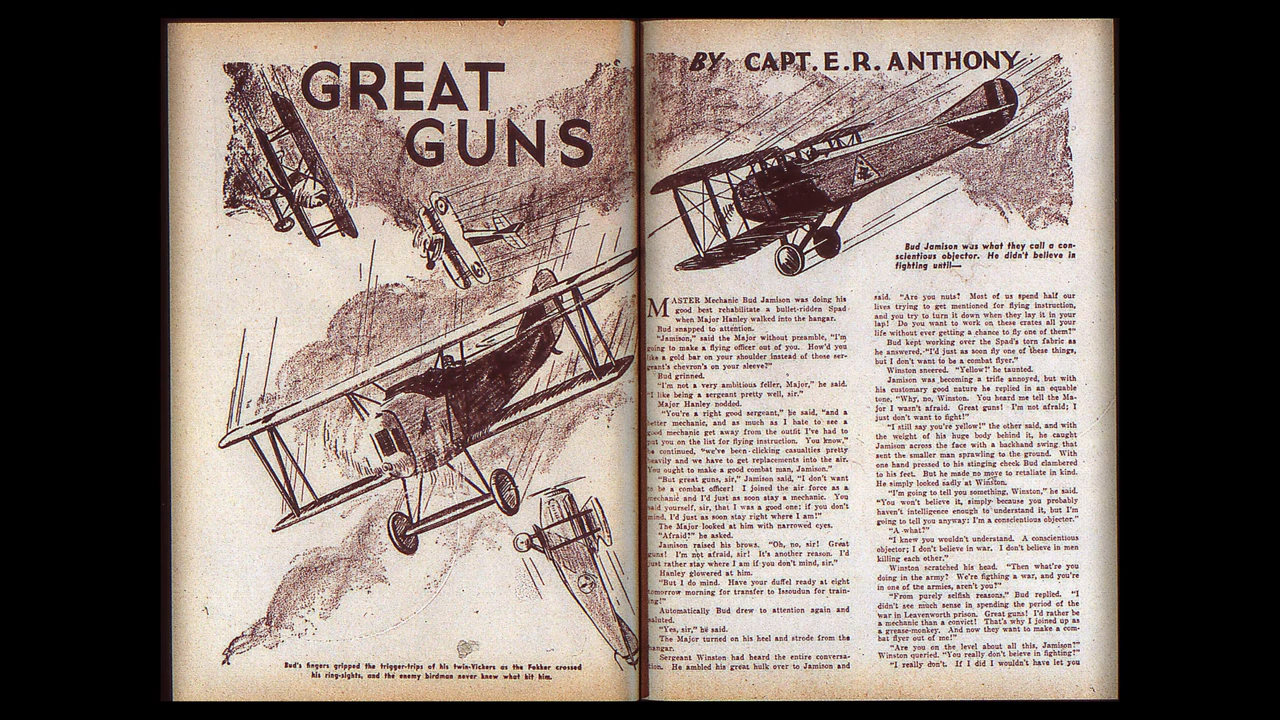 GREAT
GUNS
Bud's fingers gripped the trigger-trips of his twin-Vickers as the Fokker crossed
his ring-sights, and the enemy birdman never knew what hit him.
BY CAPT. E. R. ANTHONY
Bud Jamison was what they call a con-
scientious objector. He didn't believe in
fighting until—
MASTER Mechanic Bud Jamison was doing his
good best rehabilitate a bullet-ridden Spad
when Major Hanley walked into the hangar.
Bud snapped to attention.
"Jamison," said the Major without preamble, "I'm
going to make a flying officer out of you. How'd you
like a gold bar on your shoulder instead of those ser-
geant's chevron's on your sleeve?"
Bud grinned.
"I'm not a very ambitious feller, Major," he said.
"I like being a sergeant pretty well, sir."
Major Hanley nodded.
"You're a right good sergeant," he said, "and a
better mechanic, and as much as I hate to see a
good mechanic get away from the outfit I've had to
put you on the list for flying instruction. You know,"
he continued, "we've been clicking casualties pretty
heavily and we have to get replacements into the air.
You ought to make a good combat man, Jamison."
"But great guns, sir," Jamison said, "I don't want
to be a combat officer! I joined the air force as a
mechanic and I'd just as soon stay a mechanic. You
said yourself, sir, that I was a good one; if you don't
mind, I'd just as soon stay right where I am!"
The Major looked at him with narrowed eyes.
"Afraid?" he asked.
Jamison raised his brows. "Oh, no, sir! Great
guns! I'm not afraid, sir! It's another reason. I'd
just rather stay where I am if you don't mind, sir."
Hanley glowered at him.
"But I do mind. Have your duffel ready at eight
tomorrow morning for transfer to Issoudun for train-
ing!"
Automatically Bud drew to attention again and
saluted.
"Yes, sir," he said.
The Major turned on his heel and strode from the
hangar.
Sergeant Winston had heard the entire conversa-
tion. He ambled his great hulk over to Jamison and
said. "Are you nuts? Most of us spend half our
lives trying to get mentioned for flying instruction,
and you try to turn it down when they lay it in your
lap! Do you want to work on these crates all your
life without ever getting a chance to fly one of them?"
Bud kept working over the Spad's torn fabric as
he answered. "I'd just as soon fly one of these things,
but I don't want to be a combat flyer."
Winston sneered. "Yellow?" he taunted.
Jamison was becoming a trifle annoyed, but with
his customary good nature he replied in an equable
tone, "Why, no, Winston. You heard me tell the Ma-
jor I wasn't afraid. Great guns! I'm not afraid; I
just don't want to fight!"
"I still say you're yellow!" the other said, and with
the weight of his huge body behind it, he caught
Jamison across the face with a backhand swing that
sent the smaller man sprawling to the ground. With
one hand pressed to his stinging check Bud clambered
to his feet. But he made no move to retaliate in kind.
He simply looked sadly at Winston.
"I'm going to tell you something, Winston," he said.
"You won't believe it, simply because you probably
haven't intelligence enough to understand it, but I'm
going to tell you anyway: I'm a conscientious objector."
"A what?"
"I knew you wouldn't understand. A conscientious
objector; I don't believe in war. I don't believe in men
killing each other."
Winston scratched his head. "Then what're you
doing in the army? We're figthing a war, and you're
in one of the armies, aren't you?"
"From purely selfish reasons," Bud replied. "I
didn't see much sense in spending the period of the
war in Leavenworth prison. Great guns! I'd rather be
a mechanic than a convict! That's why I joined up as
a grease-monkey. And now they want to make a com-
bat flyer out of me!"
"Are you on the level about all this, Jamison?"
Winston queried. "You really don't beieve in fighting?"
"I really don't. If I did I wouldn't have let you